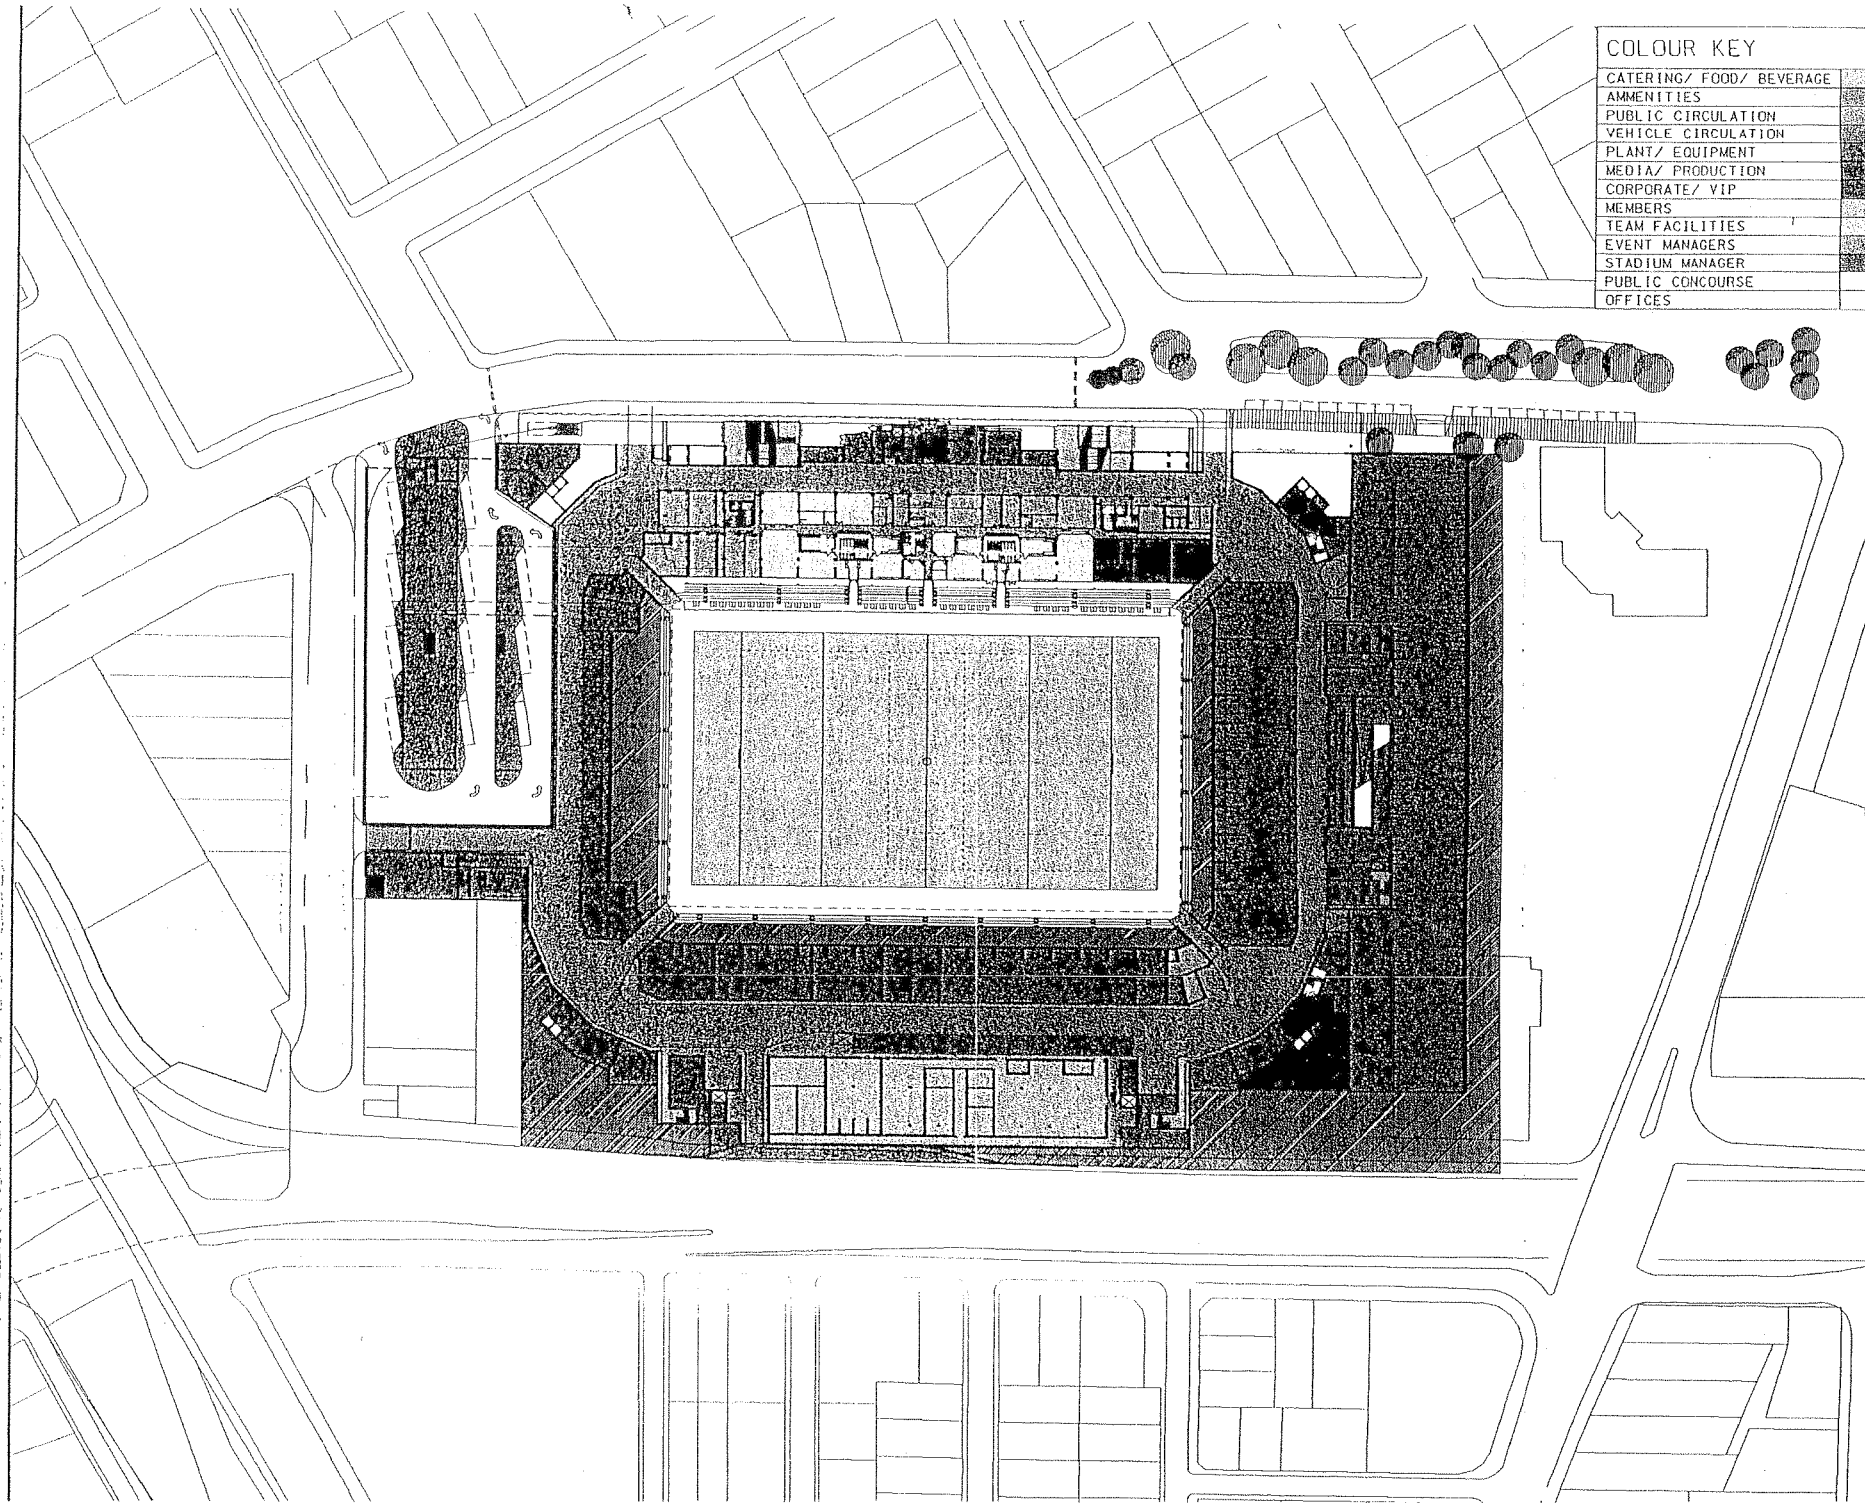 COLOUR KEY
CATERING/ FOOD/ BEVERAGE
AMMENITIES
PUBLIC CIRCULATION
VEHICLE CIRCULATION
PLANT/ EQUIPMENT
MEDIA/ PRODUCTION
CORPORATE/ VIP
MEMBERS
TEAM FACILITIES
EVENT MANAGERS
STADIUM MANAGER
PUBLIC CONCOURSE
OFFICES